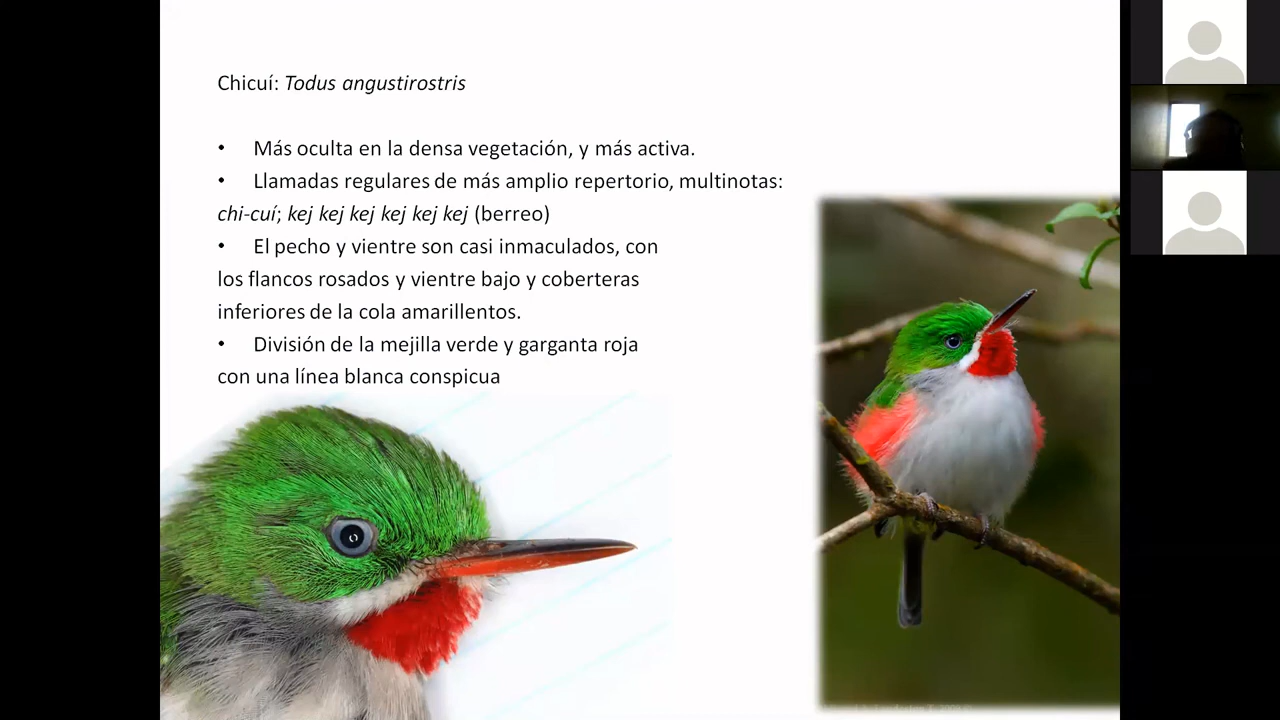 Chicuí: Todus angustirostris
• Más oculta en la densa vegetación, y más activa.
• Llamadas regulares de más amplio repertorio, multinotas:
chi-cuí; kej kej kej kej kej kej (berreo)
• El pecho y vientre son casi inmaculados, con
los flancos rosados y vientre bajo y coberteras
inferiores de la cola amarillentos.
• División de la mejilla verde y garganta roja
con una línea blanca conspicua